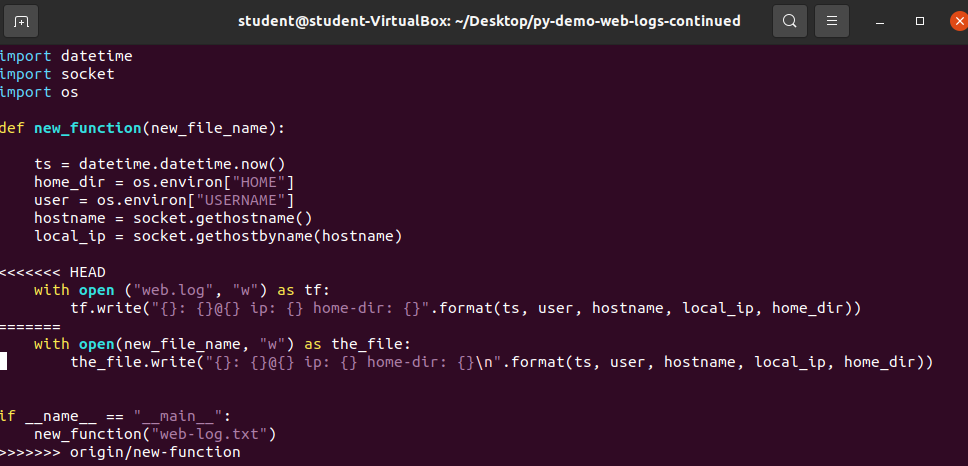 student@student-VirtualBox: ~/Desktop/py-demo-web-logs-continued
import datetime
import socket
import os
def new_function(new_file_name):
    ts = datetime.datetime.now()
    home_dir = os.environ["HOME"]
    user = os.environ["USERNAME"]
    hostname = socket.gethostname()
    local_ip = socket.gethostbyname(hostname)
<<<<<<< HEAD
    with open ("web.log", "w") as tf:
        tf.write("{}: {}@{} ip: {} home-dir: {}".format(ts, user, hostname, local_ip, home_dir))
=======
    with open(new_file_name, "w") as the_file:
        the_file.write("{}: {}@{} ip: {} home-dir: {}\n".format(ts, user, hostname, local_ip, home_dir))
if __name__ == "__main__":
    new_function("web-log.txt")
>>>>>>> origin/new-function